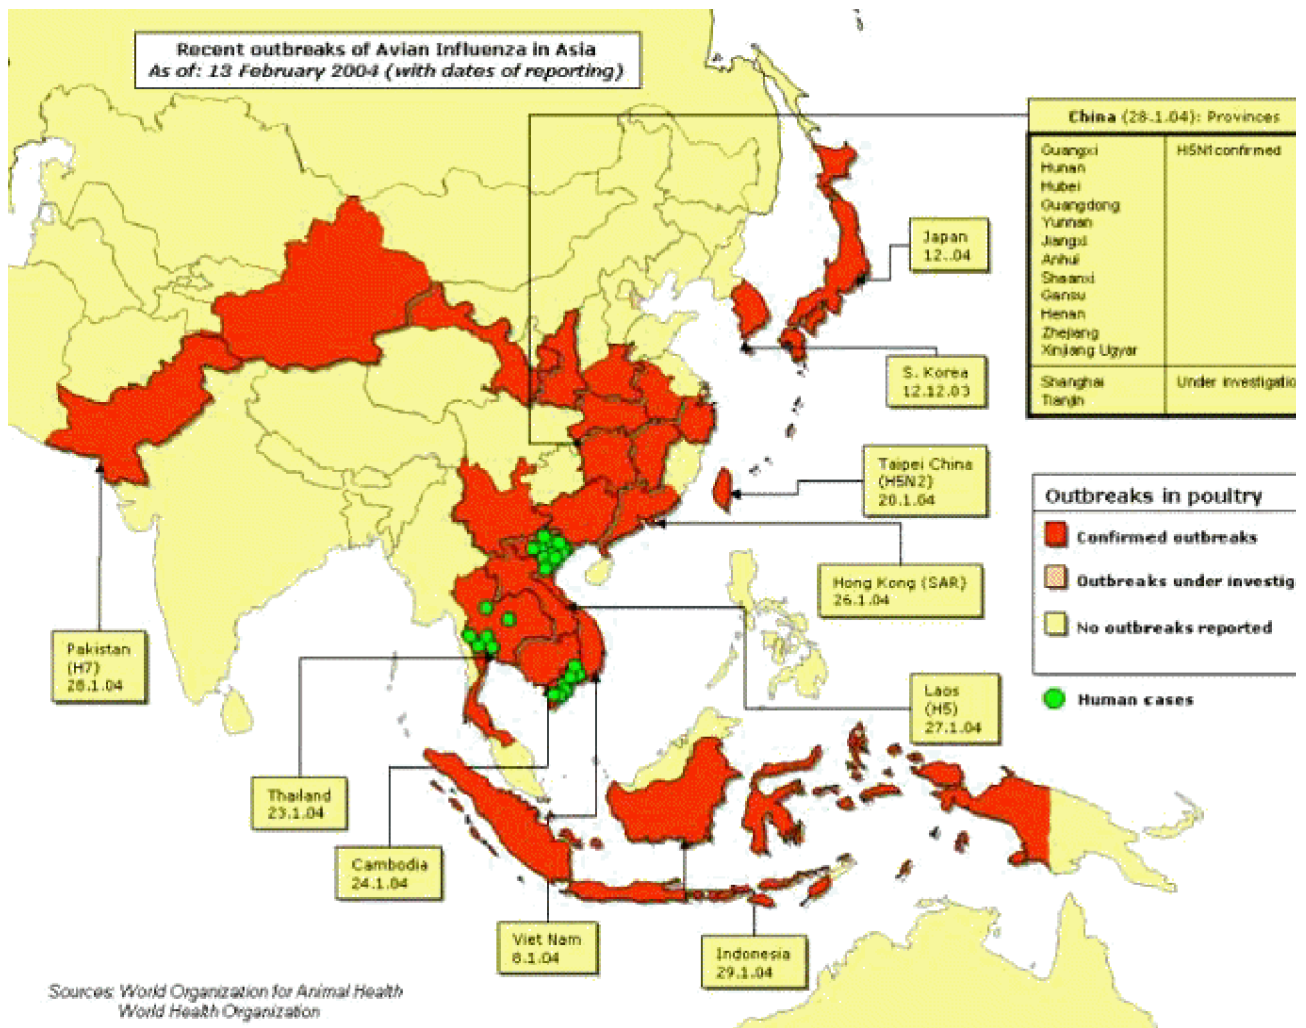 Recent outbreaks of Avian Influenza in Asia
As of: 13 February 2004 (with dates of reporting)
China (28.1.04): Provinces
Guangxi H5N1confirmed
Hunan
Hubei
Guangdong
Yunnan
Jiangxi
Anhui
Shaanxi
Gansu
Henan
Zhejiang
Xinjiang Ugyar
Shanghai Under investigatio
Tianjin
Japan
12..04
S. Korea
12.12.03
Taipei China
(H5N2)
20.1.04
Hong Kong (SAR)
26.1.04
Outbreaks in poultry
Confirmed outbreaks
Outbreaks under investig
No outbreaks reported
Human cases
Pakistan
(H7)
28.1.04
Laos
(H5)
27.1.04
Thailand
23.1.04
Cambodia
24.1.04
Viet Nam
8.1.04
Indonesia
29.1.04
Sources: World Organization for Animal Health
World Health Organization